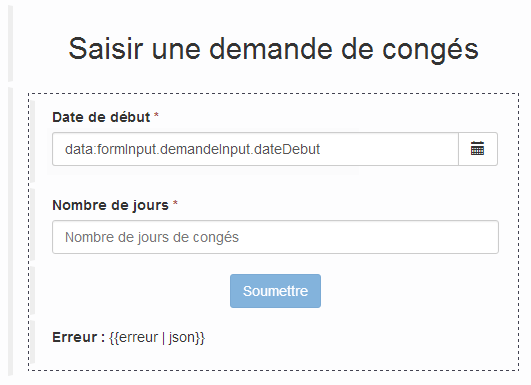 Saisir une demande de congés
Date de début *
data:formInput.demandeInput.dateDebut
Nombre de jours *
Nombre de jours de congés
Soumettre
Erreur : {{erreur | json}}